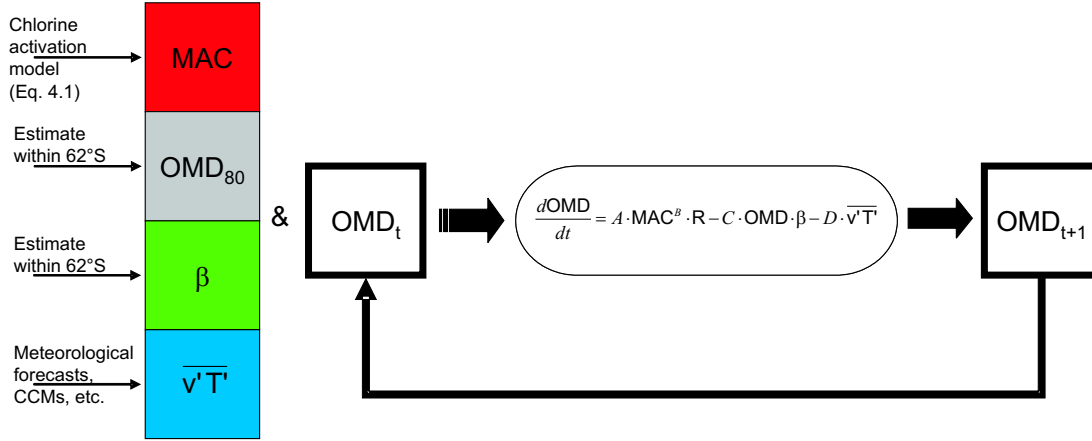 Chlorine
activation
model
(Eq. 4.1)
MAC
Estimate
within 62°S
OMD₈₀
Estimate
within 62°S
β
Meteorological
forecasts,
CCMs, etc.
v'T'
&
OMDₜ
dOMD/dt = A·MACᴮ·R−C·OMD·β−D·v'T'
OMDₜ₊₁